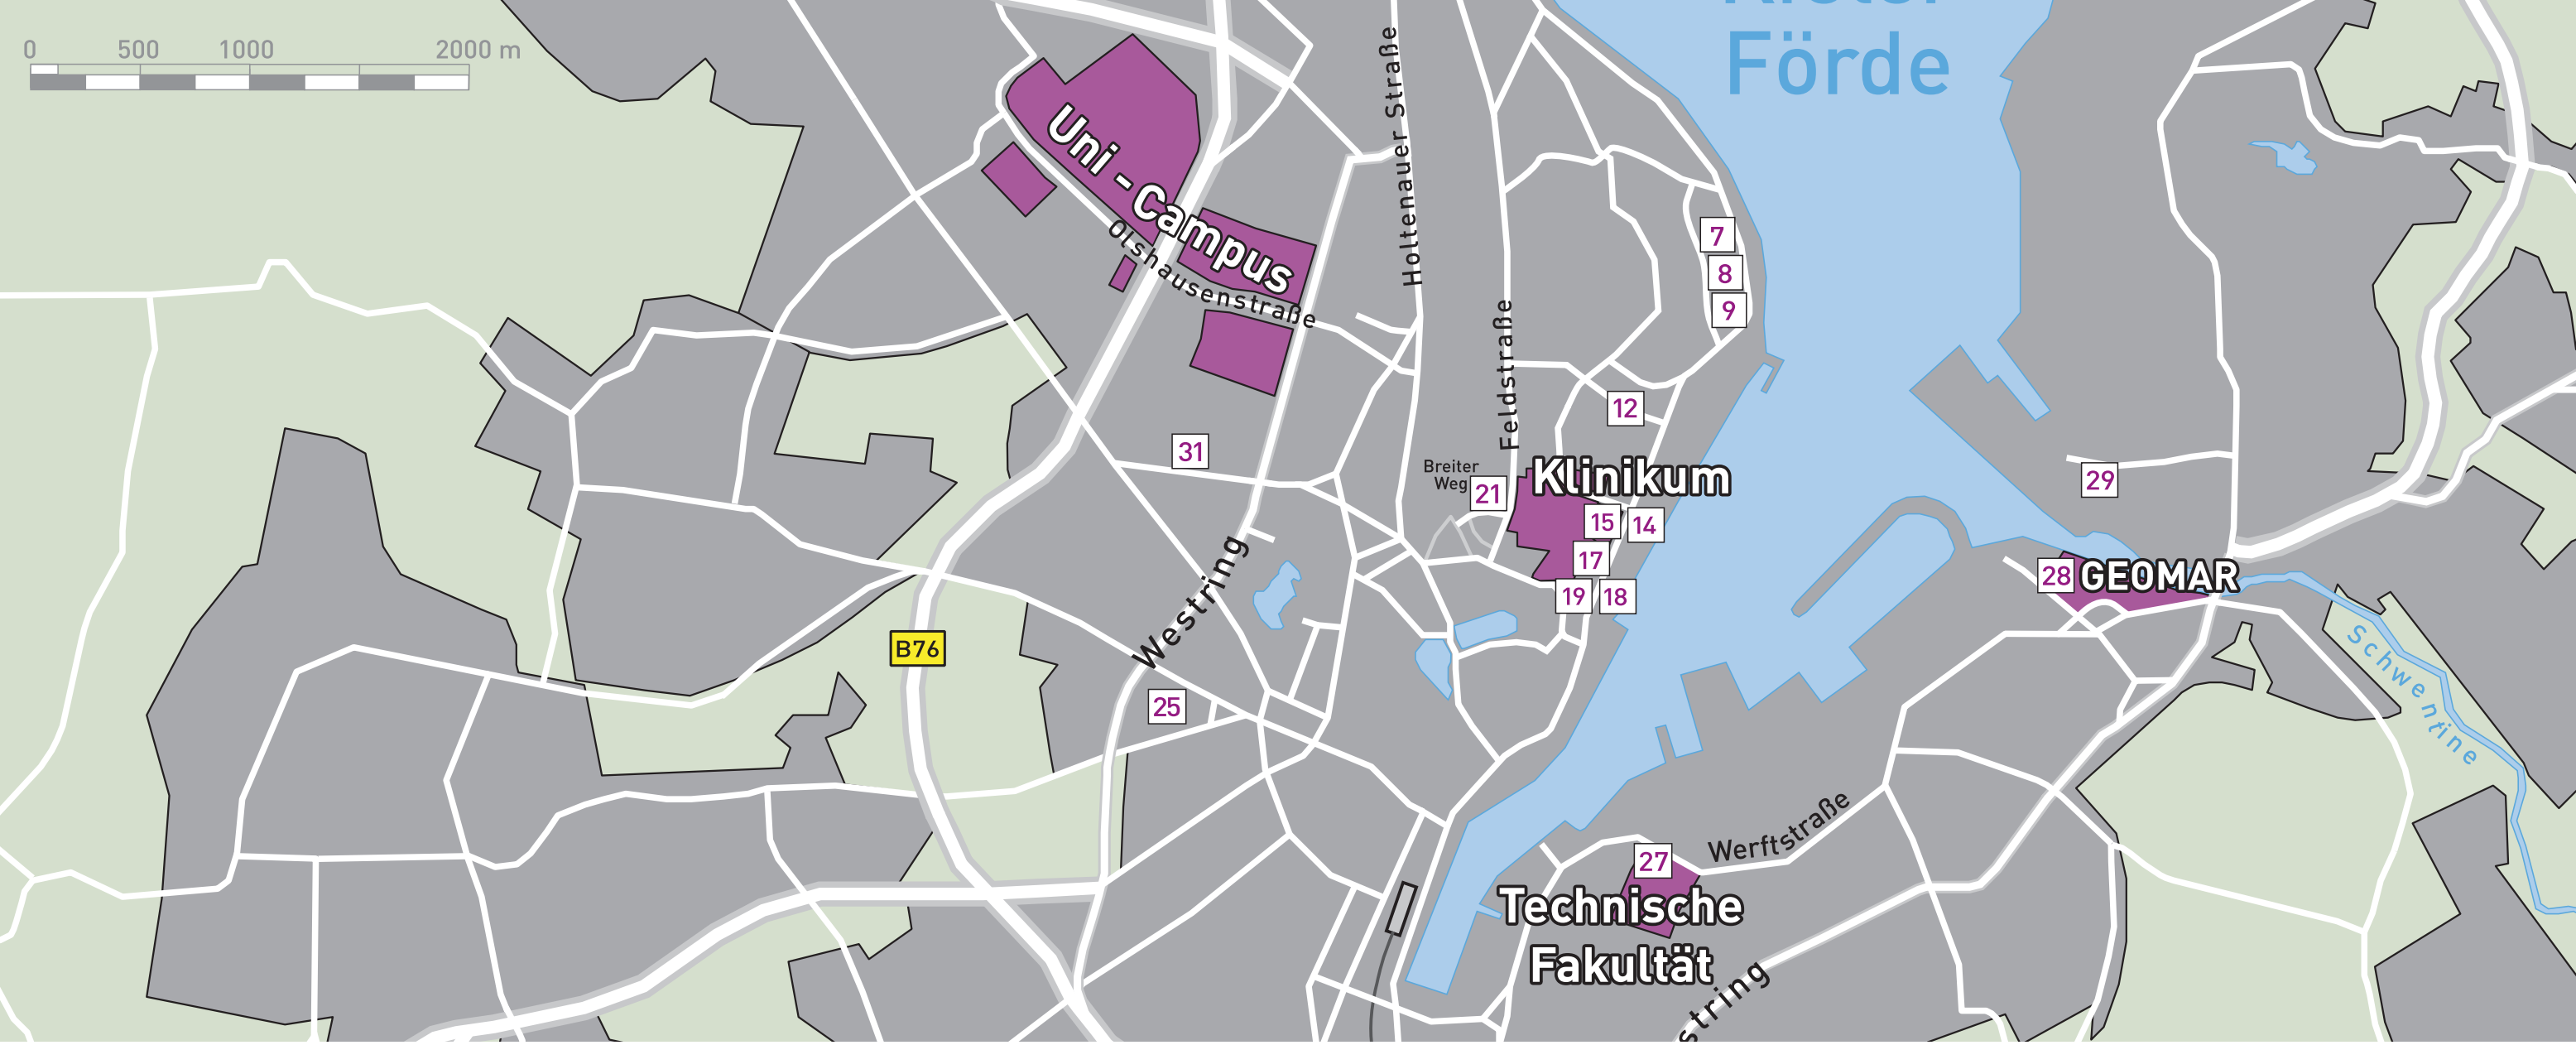 0 500 1000 2000 m
Förde
Holtenauer Straße
Uni - Campus
Olshausenstraße
7
8
9
Feldstraße
12
31
Breiter
Weg
21
Klinikum
15
14
17
19
18
29
28
GEOMAR
Westring
B76
25
Schwentine
Werftstraße
27
Technische
Fakultät
string